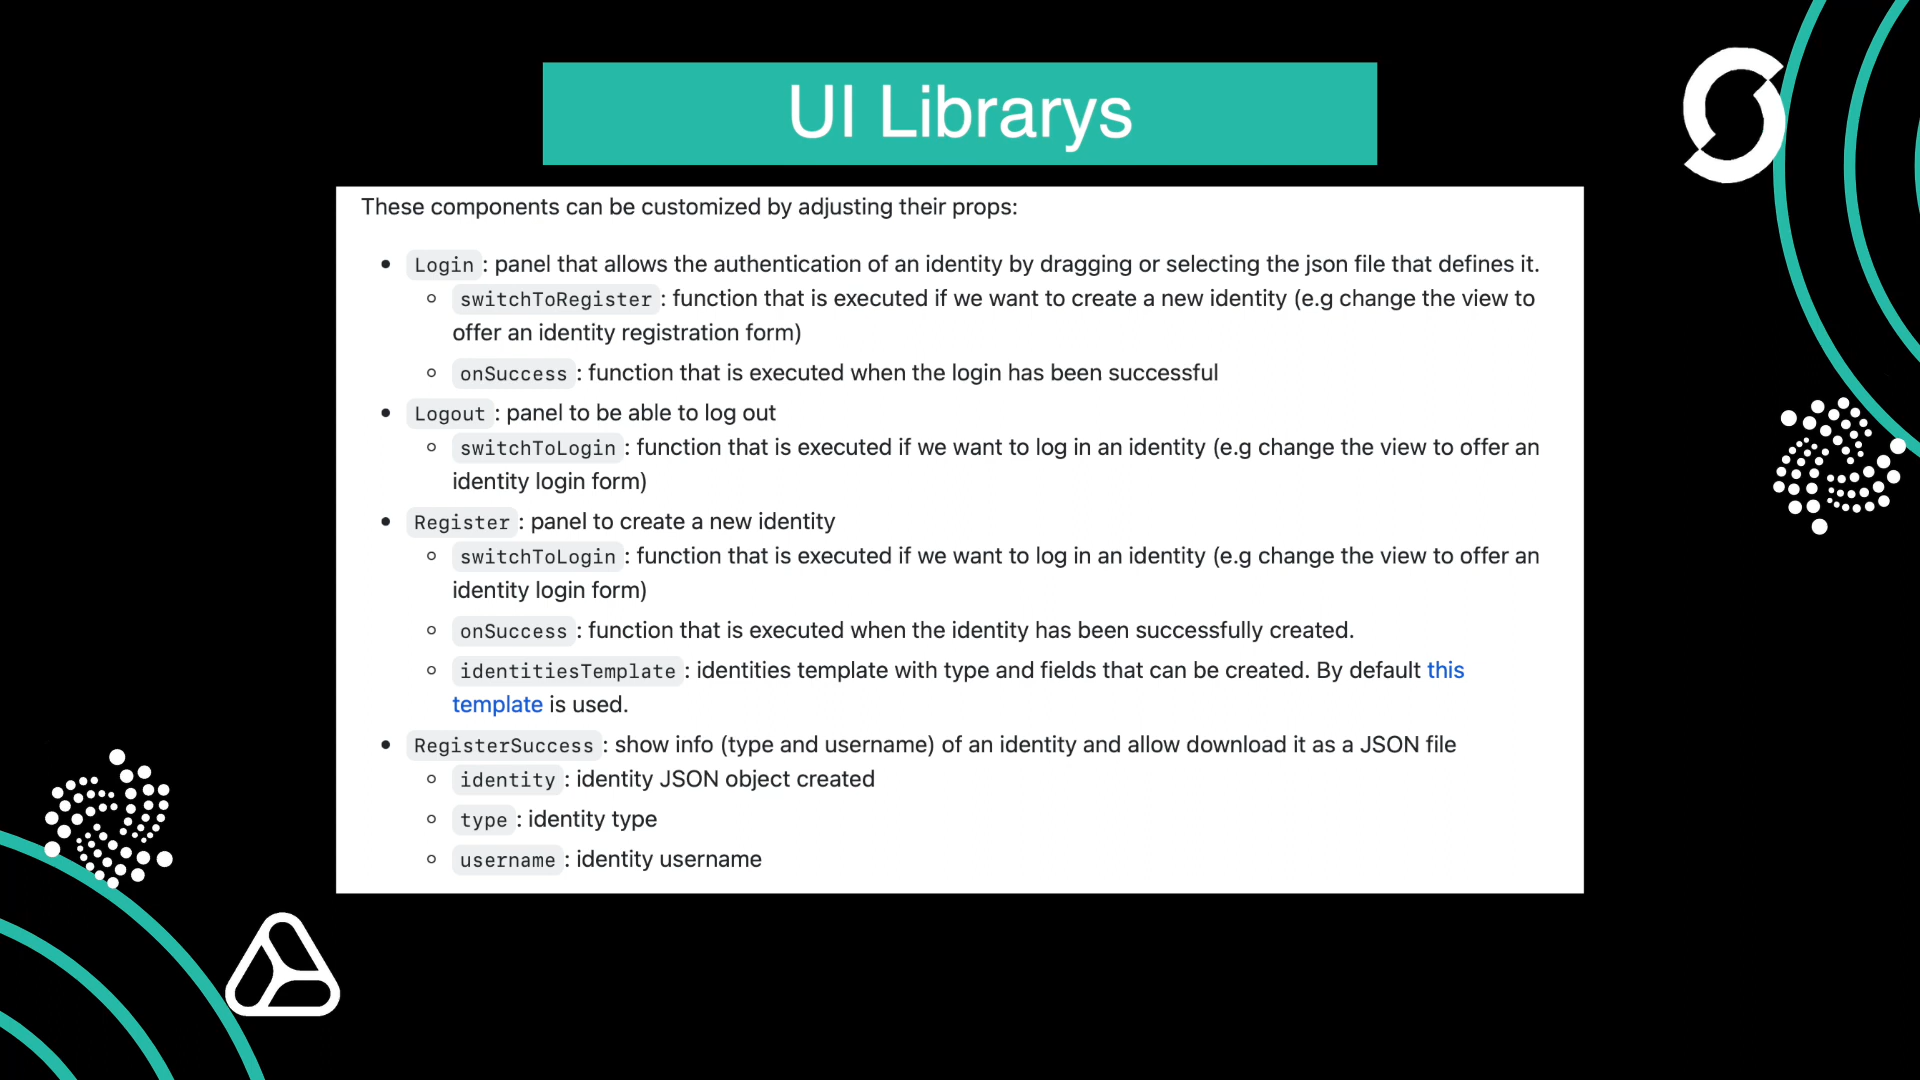 UI Librarys
These components can be customized by adjusting their props:
Login : panel that allows the authentication of an identity by dragging or selecting the json file that defines it.
switchToRegister : function that is executed if we want to create a new identity (e.g change the view to
offer an identity registration form)
onSuccess : function that is executed when the login has been successful
Logout : panel to be able to log out
switchToLogin : function that is executed if we want to log in an identity (e.g change the view to offer an
identity login form)
Register : panel to create a new identity
switchToLogin : function that is executed if we want to log in an identity (e.g change the view to offer an
identity login form)
onSuccess : function that is executed when the identity has been successfully created.
identitiesTemplate : identities template with type and fields that can be created. By default this
template is used.
RegisterSuccess : show info (type and username) of an identity and allow download it as a JSON file
identity : identity JSON object created
type : identity type
username : identity username